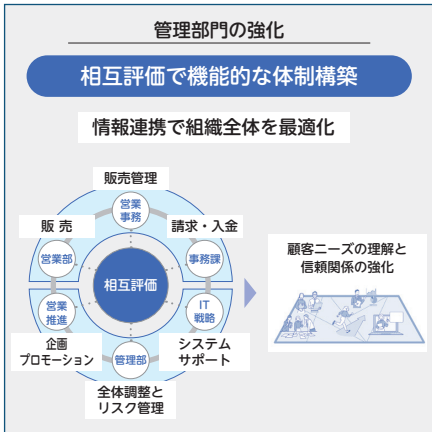 管理部門の強化
相互評価で機能的な体制構築
情報連携で組織全体を最適化
販売管理
営業
事務
販 売
請求・入金
営業部
事務課
相互評価
営業
推進
IT
戦略
企画
プロモーション
システム
サポート
管理部
全体調整と
リスク管理
顧客ニーズの理解と
信頼関係の強化